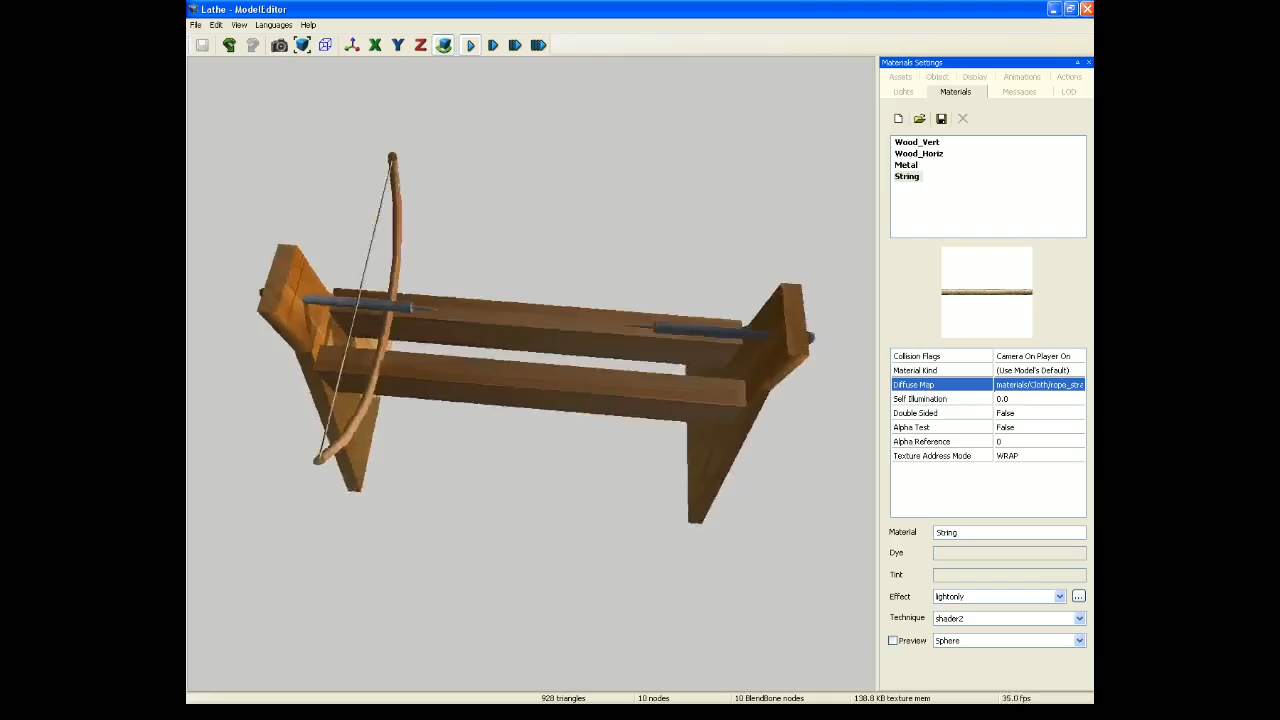 Lathe - ModelEditor
File Edit View Languages Help
X Y Z
Materials Settings
Assets Object Display Animations Actions
Lights Materials Messages LOD
Wood_Vert
Wood_Horiz
Metal
String
Collision Flags Camera On Player On
Material Kind (Use Model's Default)
Diffuse Map materials/Cloth/rope_stra
Self Illumination 0.0
Double Sided False
Alpha Test False
Alpha Reference 0
Texture Address Mode WRAP
Material String
Dye
Tint
Effect lightonly ...
Technique shader2
Preview Sphere
928 triangles 10 nodes 10 BlendBone nodes 138.8 KB texture mem 35.0 fps